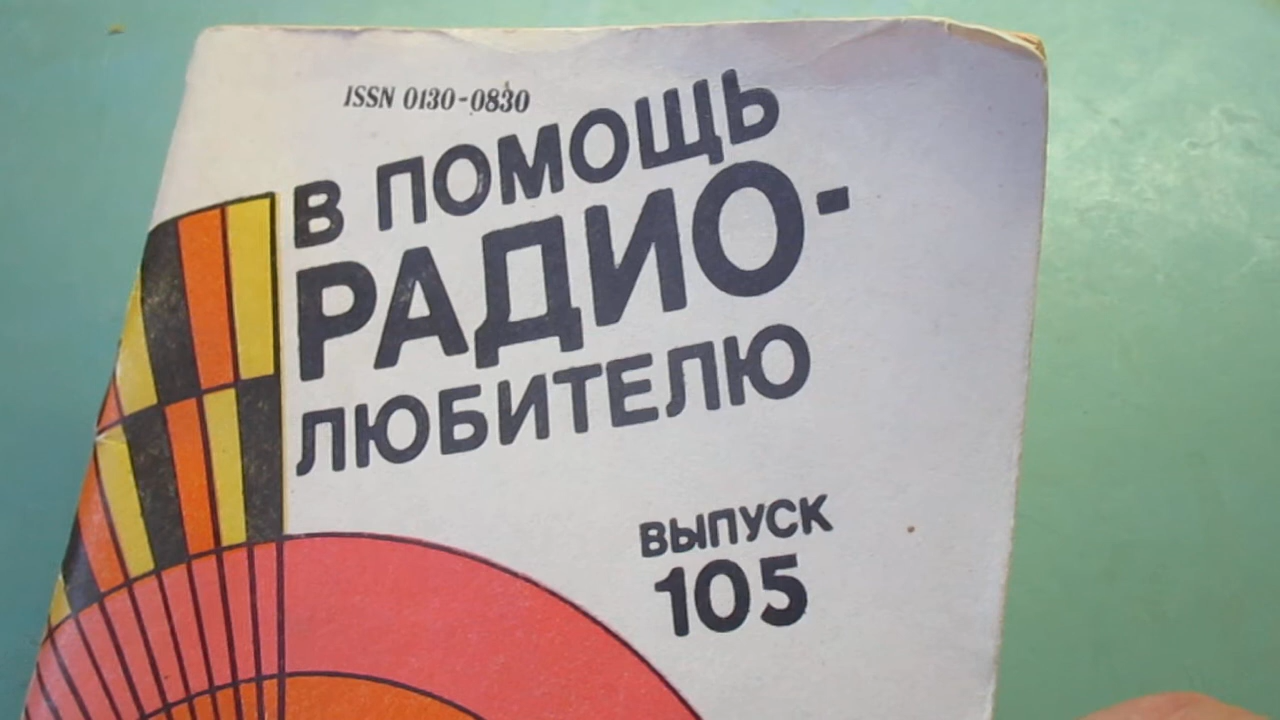 ISSN 0130-0830
В ПОМОЩЬ
РАДИО-
ЛЮБИТЕЛЮ
ВЫПУСК
105